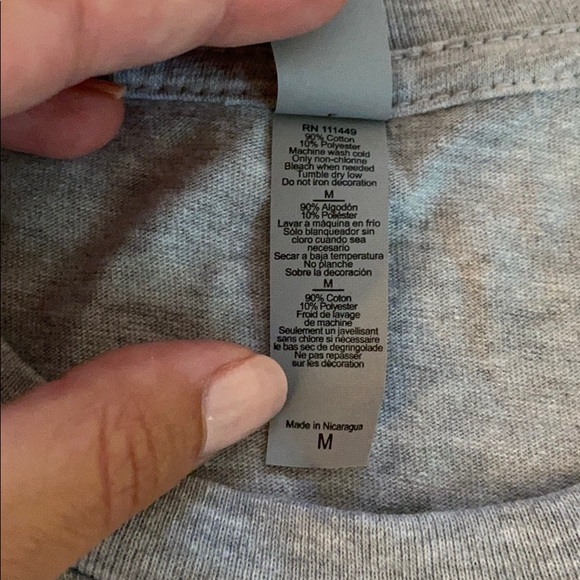 RN 111449
90% Cotton
10% Polyester
Machine wash cold
Only non-chlorine
Bleach when needed
Tumble dry low
Do not iron decoration
M
90% Algodón
10% Poliéster
Lavar a máquina en frío
Sólo blanqueador sin
cloro cuando sea
necesario
Secar a baja temperatura
No planche
Sobre la decoración
M
90% Coton
10% Polyester
Froid de lavage
de machine
Seulement un javellisant
sans chlore si nécessaire
le bas sec de degringolade
Ne pas repasser
sur les décoration
Made in Nicaragua
M